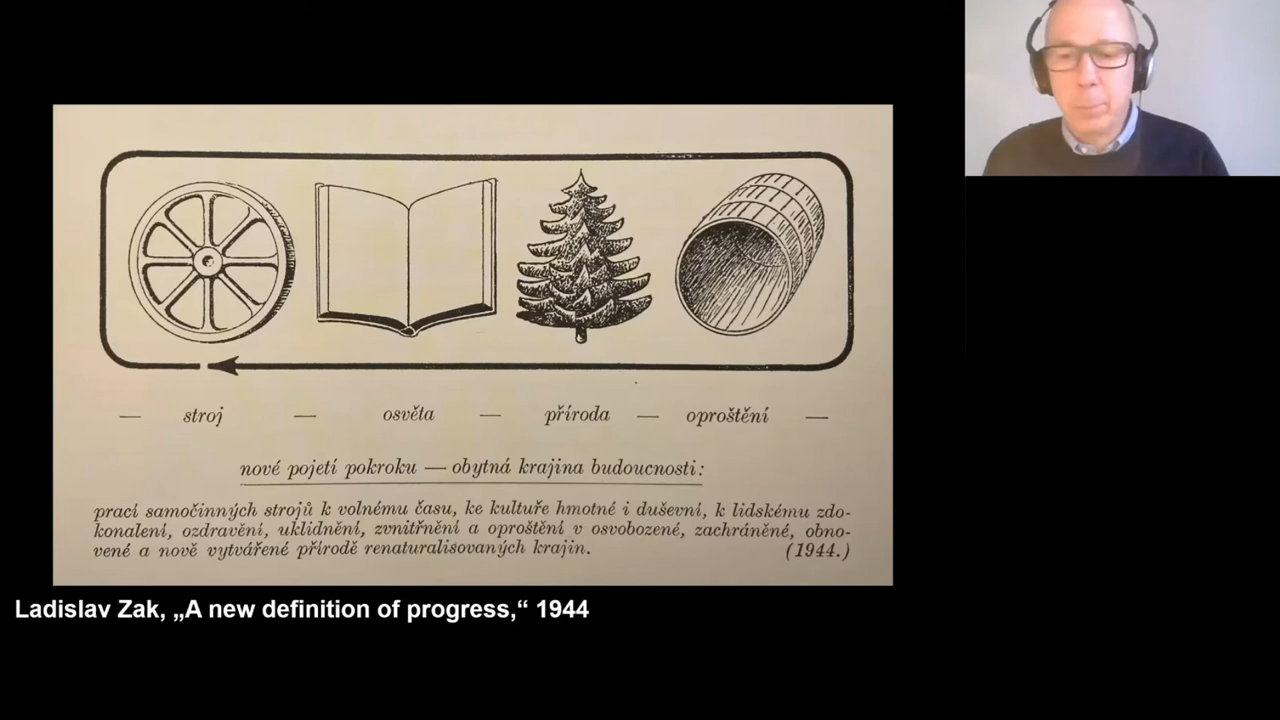 — stroj — osvěta — příroda — oproštění —
nové pojetí pokroku — obytná krajina budoucnosti:
prací samočinných strojů k volnému času, ke kultuře hmotné i duševní, k lidskému zdo-
konalení, ozdravění, uklidnění, zvnitřnění a oproštění v osvobozené, zachráněné, obno-
vené a nově vytvářené přírodě renaturalisovaných krajin. (1944.)
Ladislav Zak, „A new definition of progress,“ 1944